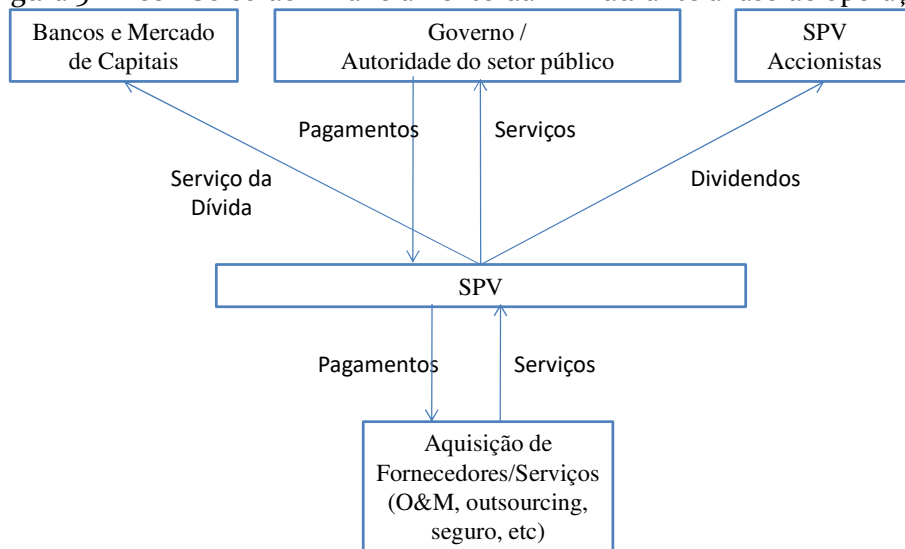 Bancos e Mercado
de Capitais
Governo /
Autoridade do setor público
SPV
Accionistas
Pagamentos
Serviços
Serviço da
Dívida
Dividendos
SPV
Pagamentos
Serviços
Aquisição de
Fornecedores/Serviços
(O&M, outsourcing,
seguro, etc)